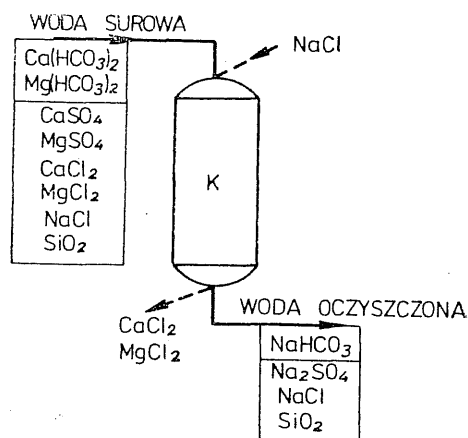 WODA SUROWA
NaCl
Ca(HCO₃)₂
Mg(HCO₃)₂
CaSO₄
MgSO₄
CaCl₂
MgCl₂
NaCl
SiO₂
K
CaCl₂
MgCl₂
WODA OCZYSZCZONA
NaHCO₃
Na₂SO₄
NaCl
SiO₂